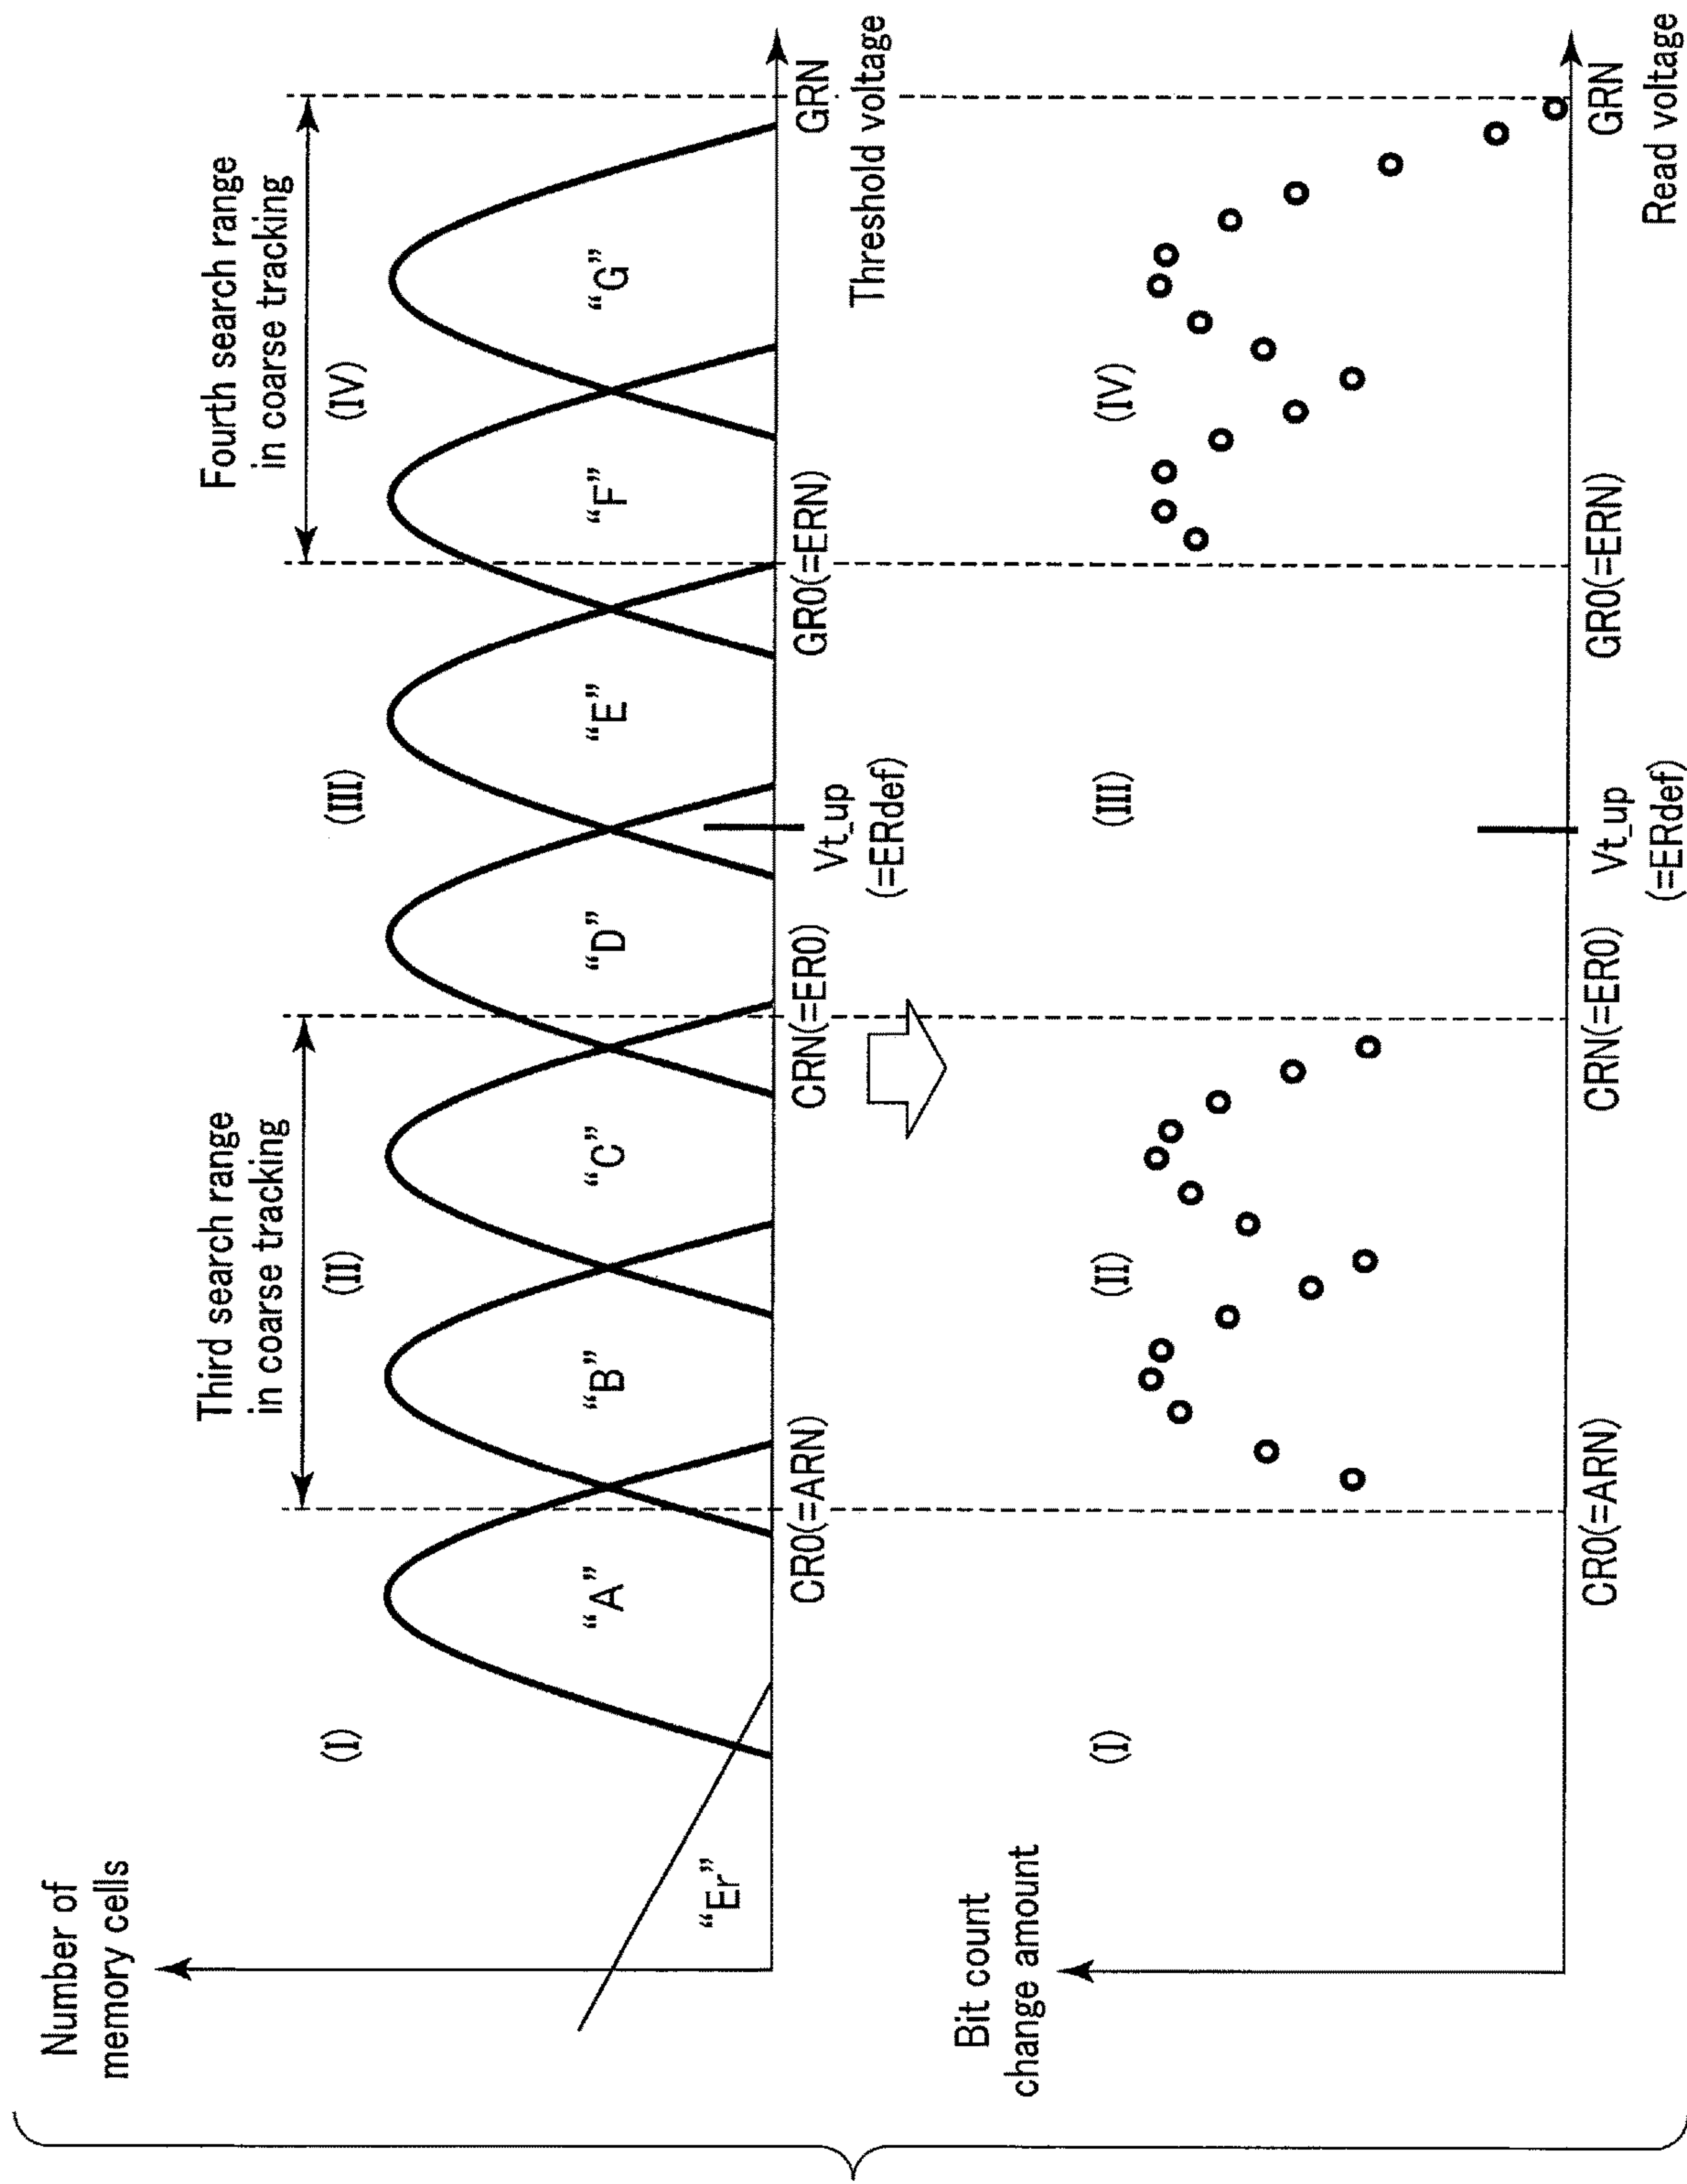 Number of
memory cells
Third search range
in coarse tracking
Fourth search range
in coarse tracking
(I)
(II)
(III)
(IV)
“Er”
“A”
“B”
“C”
“D”
“E”
“F”
“G”
CR0(=ARN)
CRN(=ER0)
Vt_up
(=ERdef)
GR0(=ERN)
GRN
Threshold voltage
Bit count
change amount
(I)
(II)
(III)
(IV)
CR0(=ARN)
CRN(=ER0)
Vt_up
(=ERdef)
GR0(=ERN)
GRN
Read voltage